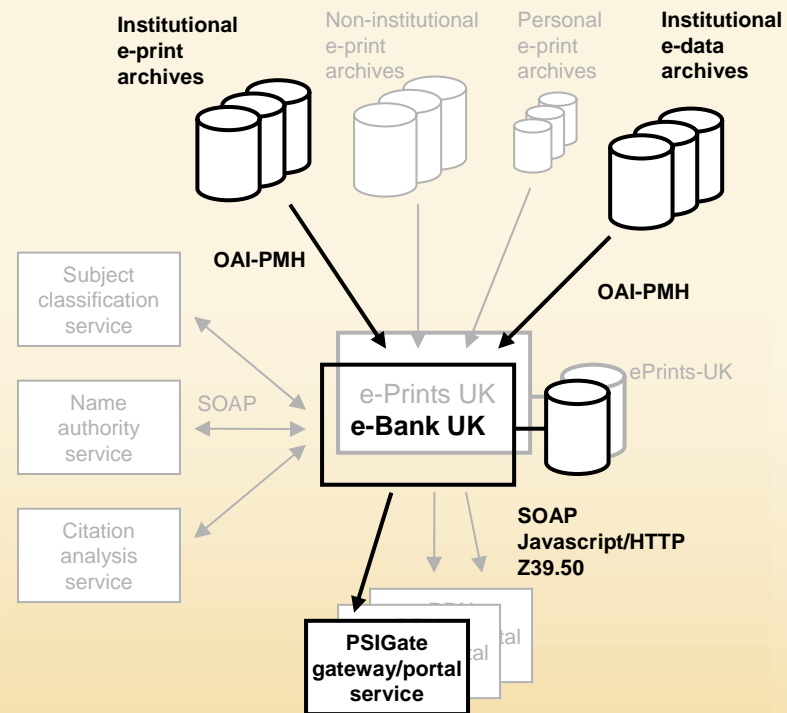 Institutional
e-print
archives
Non-institutional
e-print
archives
Personal
e-print
archives
Institutional
e-data
archives
OAI-PMH
OAI-PMH
Subject
classification
service
Name
authority
service
Citation
analysis
service
SOAP
e-Prints UK
e-Bank UK
ePrints-UK
SOAP
Javascript/HTTP
Z39.50
PSIGate
gateway/portal
service